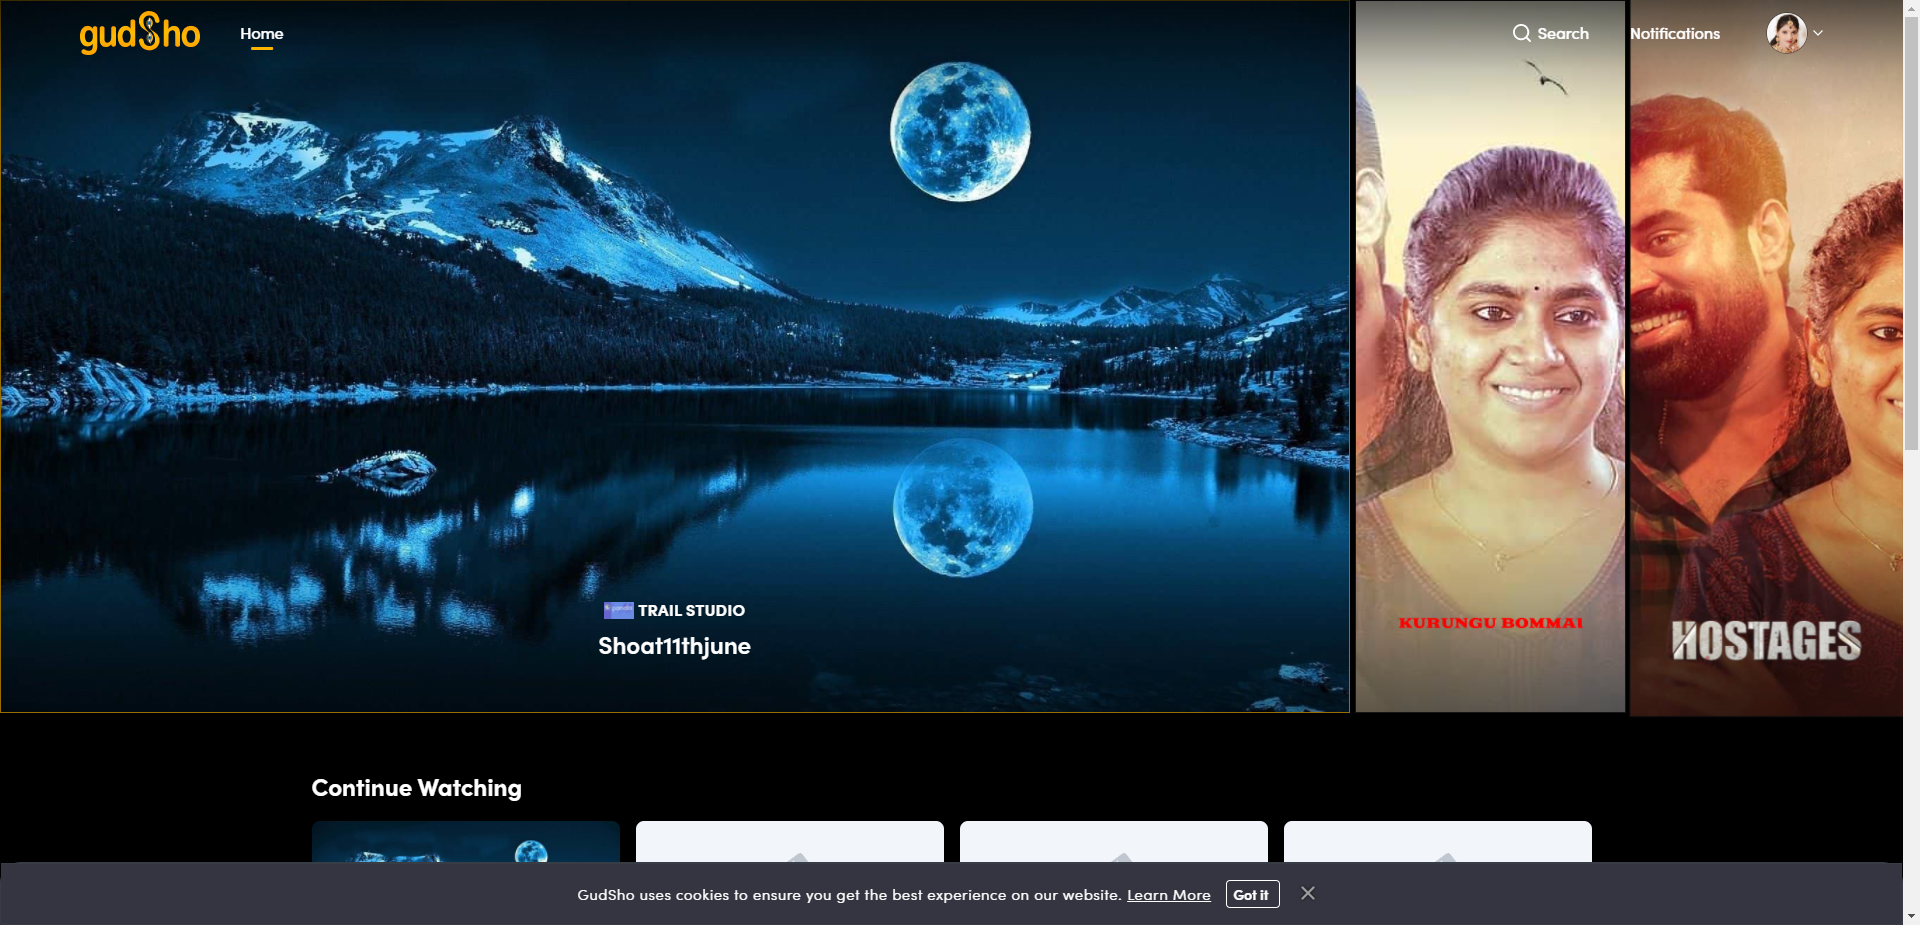 gudSho
Home
Search
Notifications
TRAIL STUDIO
Shoat11thjune
KURUNGU BOMMAI
HOSTAGES
Continue Watching
GudSho uses cookies to ensure you get the best experience on our website. Learn More
Got it